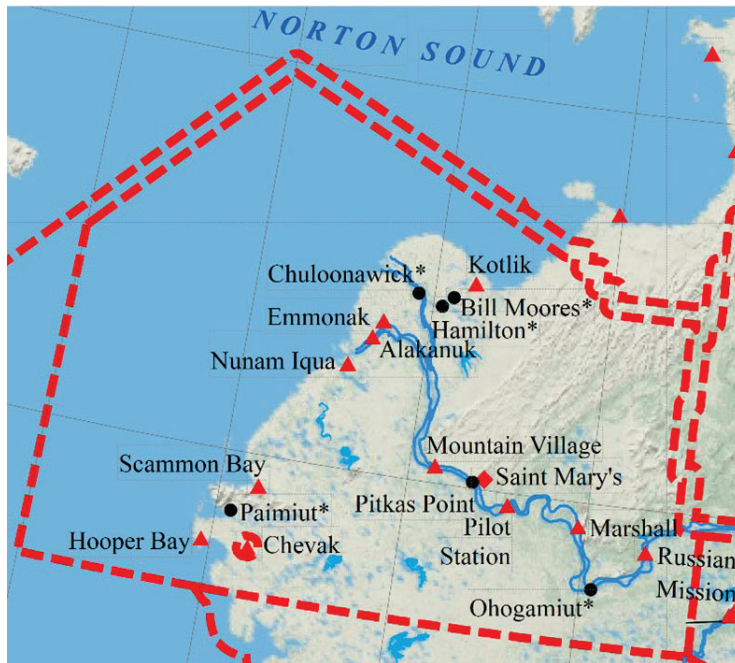 NORTON SOUND
Kotlik
Chuloonawick*
Bill Moores*
Emmonak
Hamilton*
Alakanuk
Nunam Iqua
Mountain Village
Scammon Bay
Saint Mary's
Pitkas Point
Paimiut*
Pilot
Station
Marshall
Hooper Bay
Chevak
Russian
Mission
Ohogamiut*